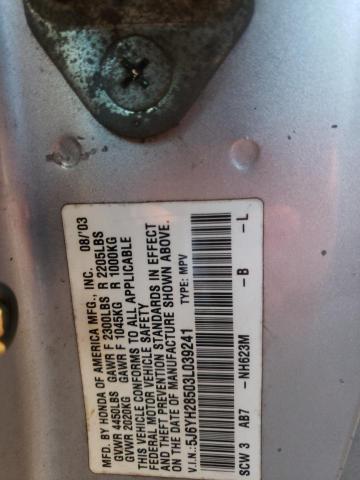 MFD. BY HONDA OF AMERICA MFG., INC. 08/'03
GVWR 4450LBS GAWR F 2300LBS R 2205LBS
GVWR 2020KG GAWR F 1045KG R 1000KG
THIS VEHICLE CONFORMS TO ALL APPLICABLE
FEDERAL MOTOR VEHICLE SAFETY
AND THEFT PREVENTION STANDARDS IN EFFECT
ON THE DATE OF MANUFACTURE SHOWN ABOVE.
V.I.N.:5J6YH28503L039241 TYPE: MPV
SCW 3 AB7 -NH623M -B -L